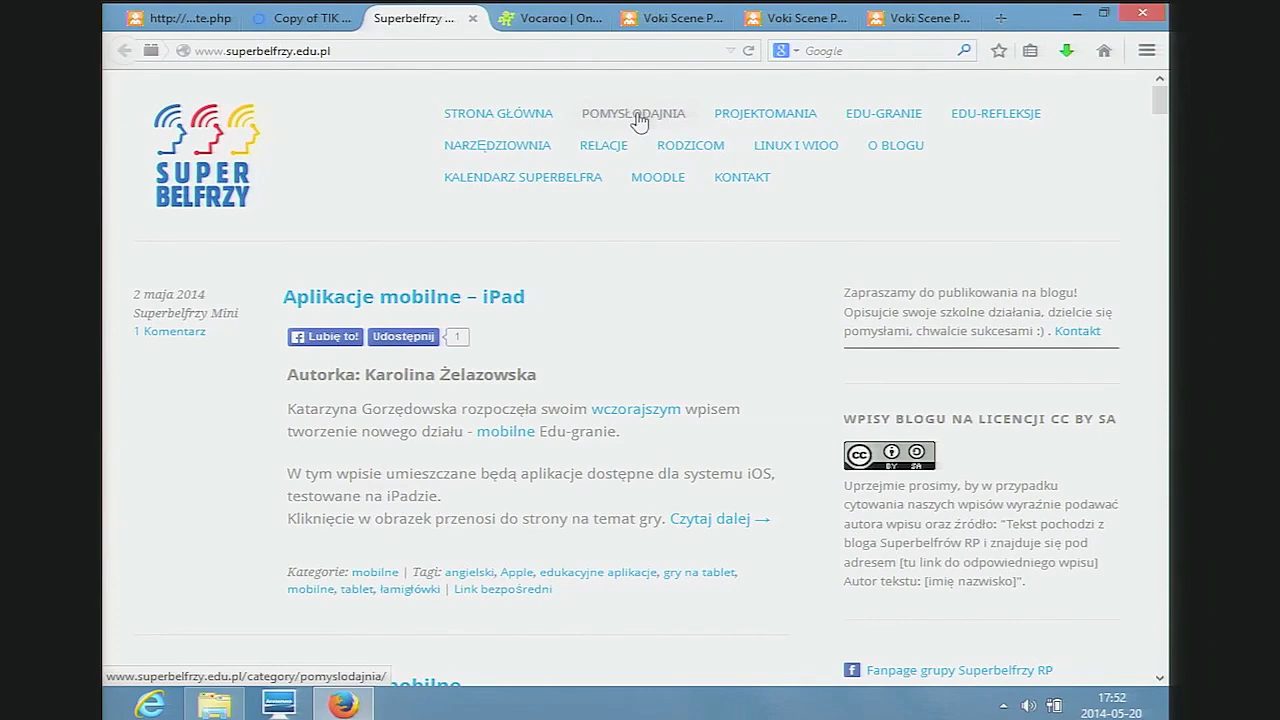 http://...te.php
Copy of TIK ...
Superbelfrzy ...
Vocaroo | On...
Voki Scene P...
Voki Scene P...
Voki Scene P...
www.superbelfrzy.edu.pl
Google
STRONA GŁÓWNA POMYSŁODAJNIA PROJEKTOMANIA EDU-GRANIE EDU-REFLEKSJE
NARZĘDZIOWNIA RELACJE RODZICOM LINUX I WIOO O BLOGU
KALENDARZ SUPERBELFRA MOODLE KONTAKT
SUPER
BELFRZY
2 maja 2014
Superbelfrzy Mini
1 Komentarz
Aplikacje mobilne – iPad
Lubię to! Udostępnij 1
Autorka: Karolina Żelazowska
Katarzyna Gorzędowska rozpoczęła swoim wczorajszym wpisem
tworzenie nowego działu - mobilne Edu-granie.
W tym wpisie umieszczane będą aplikacje dostępne dla systemu iOS,
testowane na iPadzie.
Kliknięcie w obrazek przenosi do strony na temat gry. Czytaj dalej →
Kategorie: mobilne | Tagi: angielski, Apple, edukacyjne aplikacje, gry na tablet,
mobilne, tablet, łamigłówki | Link bezpośredni
Zapraszamy do publikowania na blogu!
Opisujcie swoje szkolne działania, dzielcie się
pomysłami, chwalcie sukcesami :) . Kontakt
WPISY BLOGU NA LICENCJI CC BY SA
cc BY SA
Uprzejmie prosimy, by w przypadku
cytowania naszych wpisów wyraźnie podawać
autora wpisu oraz źródło: "Tekst pochodzi z
bloga Superbelfrów RP i znajduje się pod
adresem [tu link do odpowiedniego wpisu]
Autor tekstu: [imię nazwisko]".
Fanpage grupy Superbelfrzy RP
www.superbelfrzy.edu.pl/category/pomyslodajnia/
mobilne
17:52
2014-05-20